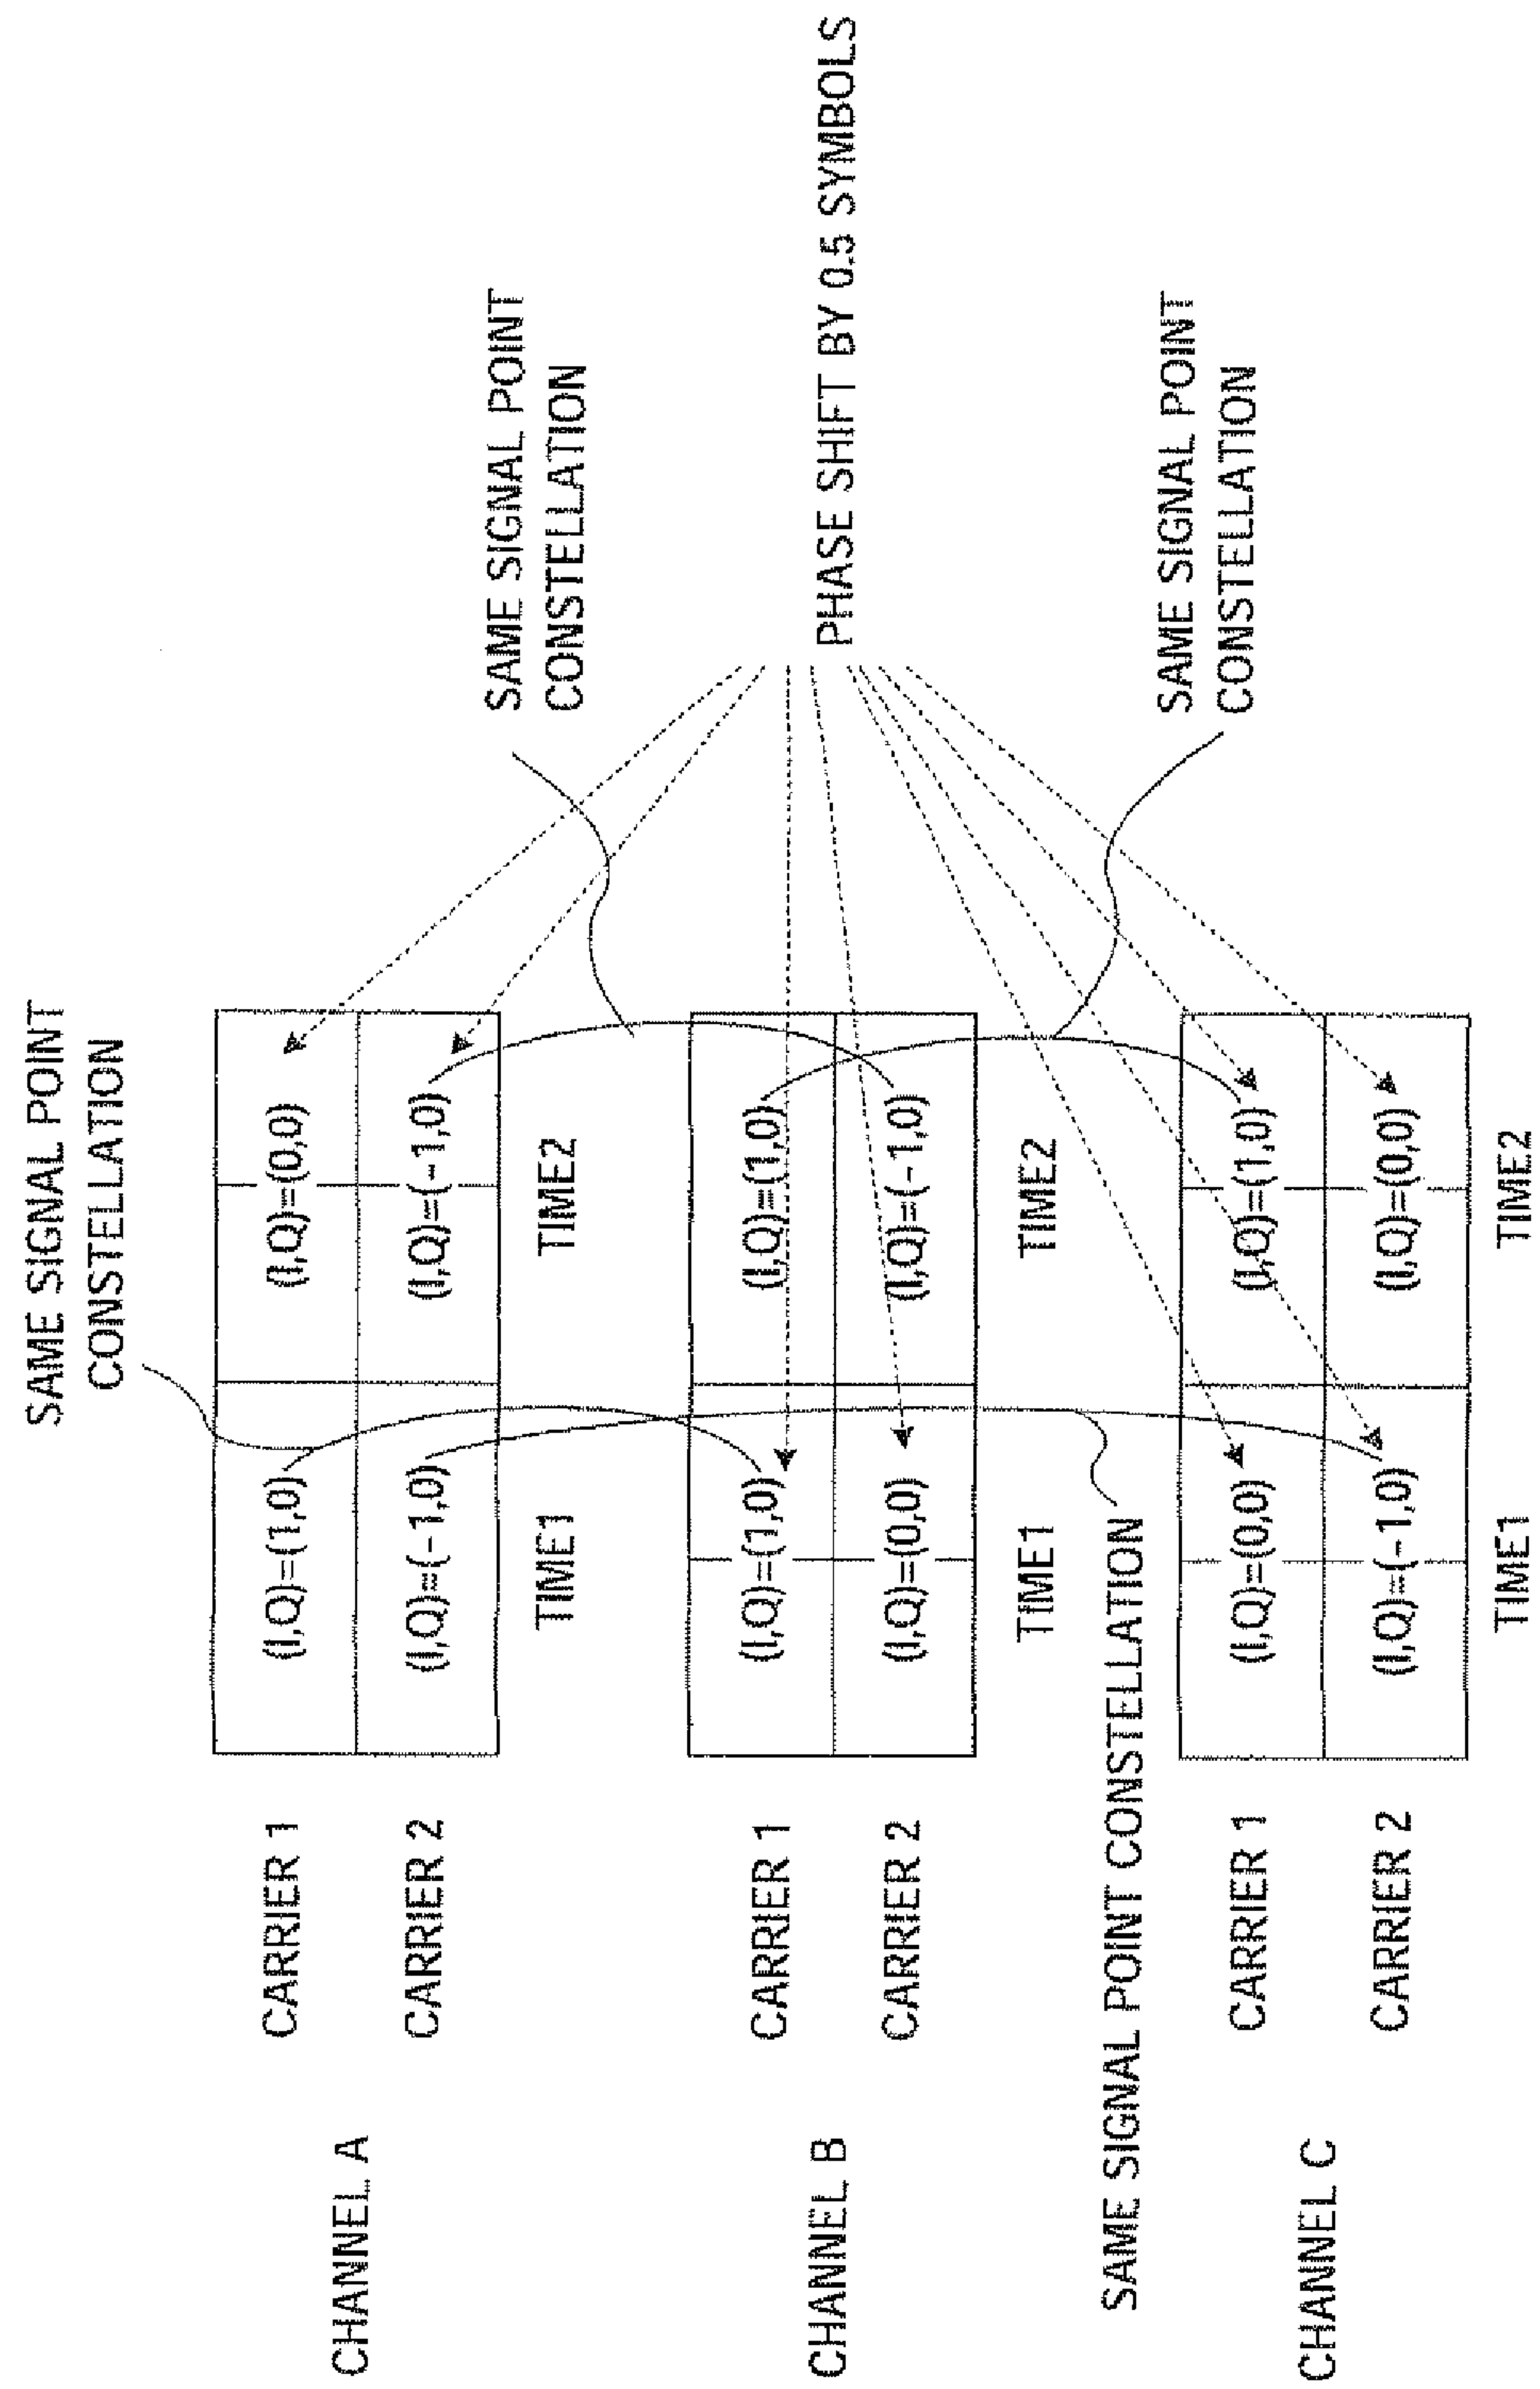 SAME SIGNAL POINT
CONSTELLATION
CHANNEL A
CARRIER 1
(I,Q)=(1,0)
(I,Q)=(0,0)
CARRIER 2
(I,Q)=(-1,0)
(I,Q)=(-1,0)
TIME1
TIME2
SAME SIGNAL POINT
CONSTELLATION
CHANNEL B
CARRIER 1
(I,Q)=(1,0)
(I,Q)=(1,0)
CARRIER 2
(I,Q)=(0,0)
(I,Q)=(-1,0)
TIME1
TIME2
PHASE SHIFT BY 0.5 SYMBOLS
SAME SIGNAL POINT CONSTELLATION
SAME SIGNAL POINT
CONSTELLATION
CHANNEL C
CARRIER 1
(I,Q)=(0,0)
(I,Q)=(1,0)
CARRIER 2
(I,Q)=(-1,0)
(I,Q)=(0,0)
TIME1
TIME2